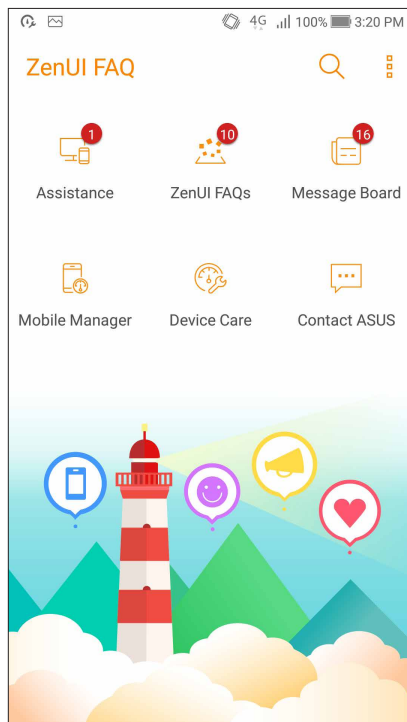 4G 100% 3:20 PM
ZenUI FAQ
1 10 16
Assistance ZenUI FAQs Message Board
Mobile Manager Device Care Contact ASUS